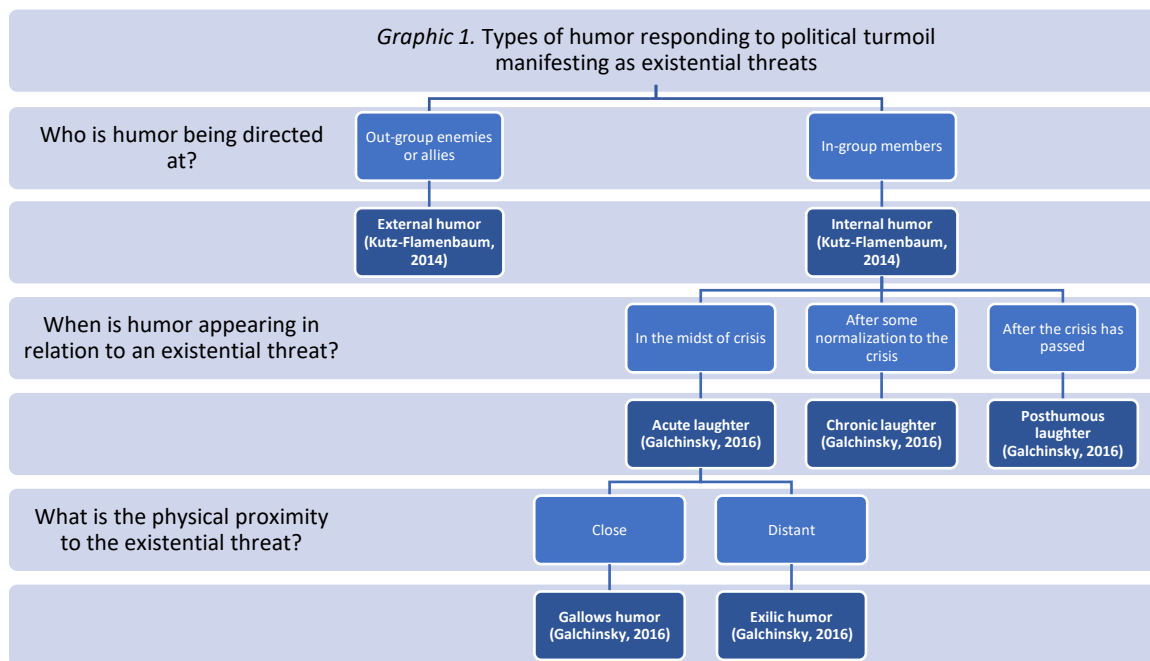 Graphic 1. Types of humor responding to political turmoil
manifesting as existential threats
Who is humor being directed
at?
Out-group enemies
or allies
In-group members
External humor
(Kutz-Flamenbaum,
2014)
Internal humor
(Kutz-Flamenbaum,
2014)
When is humor appearing in
relation to an existential threat?
In the midst of crisis
After some
normalization to the
crisis
After the crisis has
passed
Acute laughter
(Galchinsky, 2016)
Chronic laughter
(Galchinsky, 2016)
Posthumous
laughter
(Galchinsky, 2016)
What is the physical proximity
to the existential threat?
Close
Distant
Gallows humor
(Galchinsky, 2016)
Exilic humor
(Galchinsky, 2016)